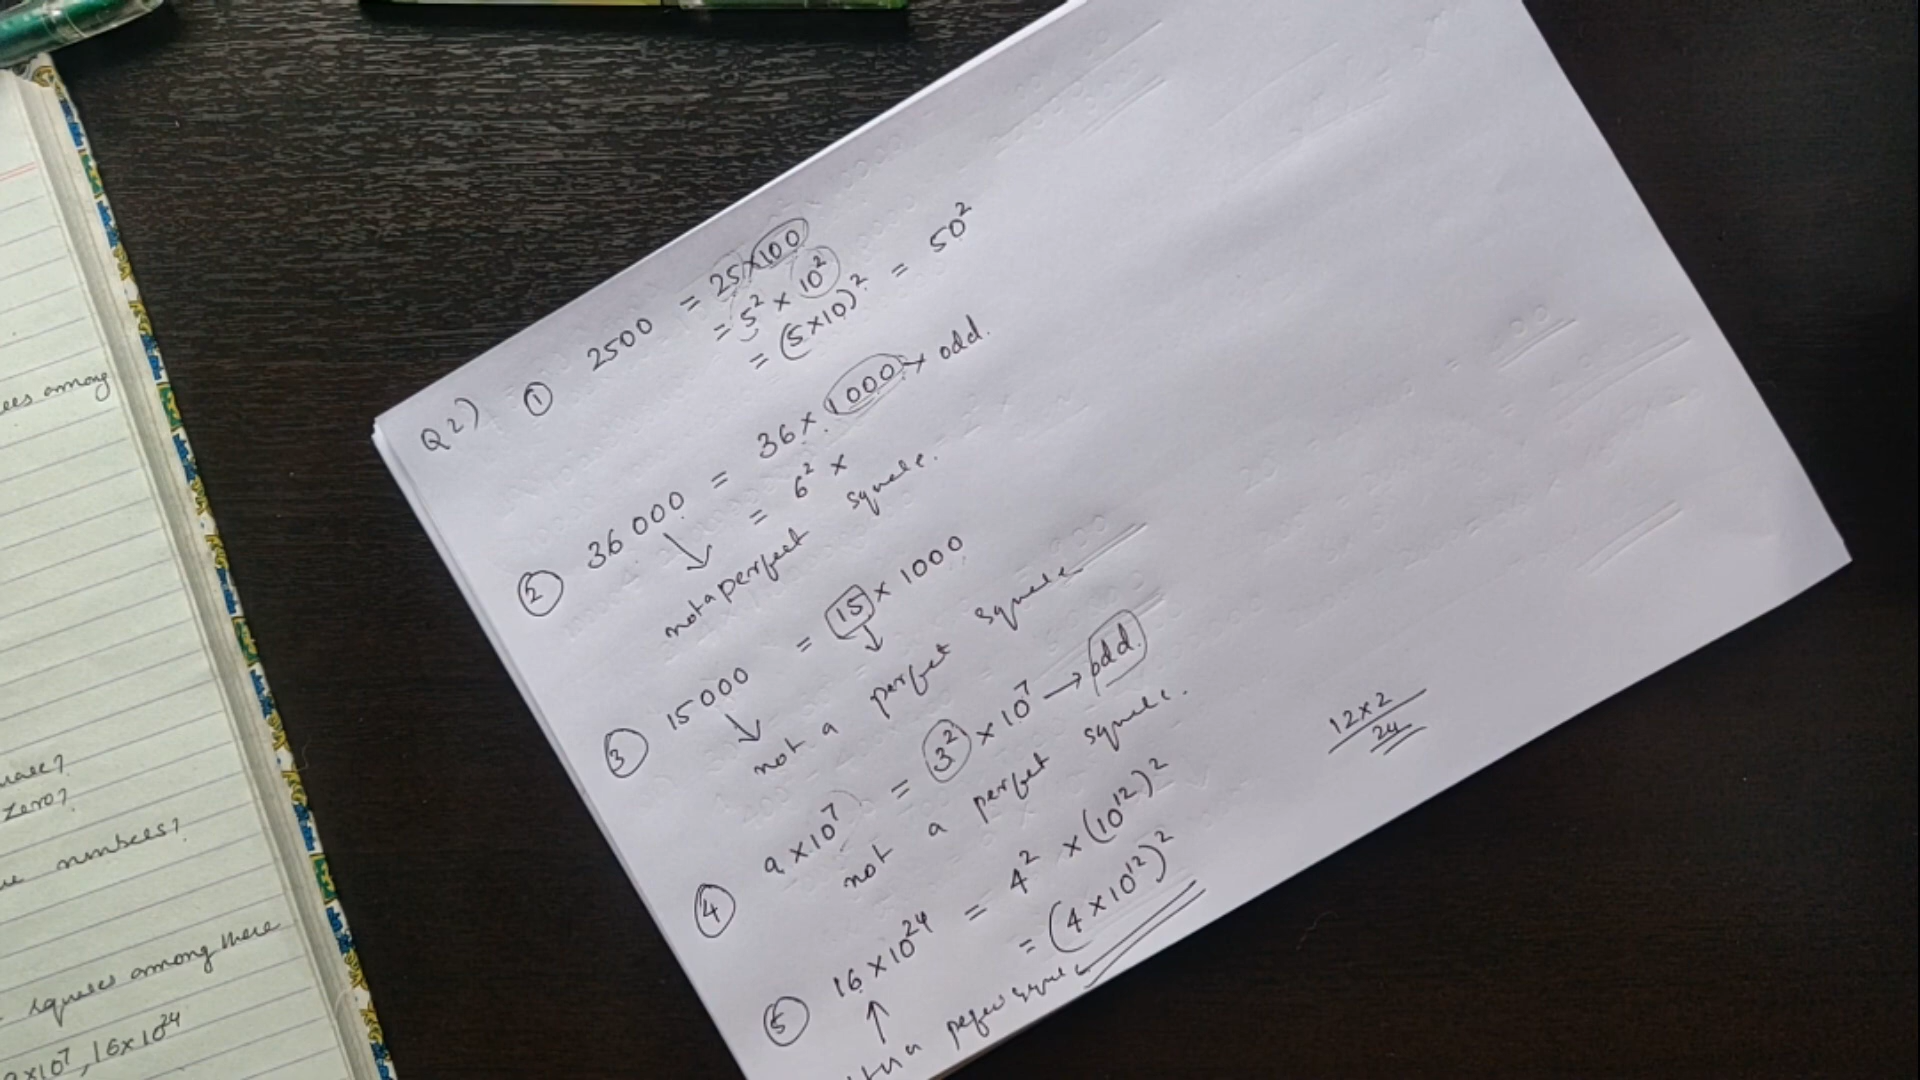 ees among
zero?
numbers?
squares among these
×10⁷, 16×10²⁴
Q2) ① 2500 = 25×100
= 5² × 10²
= (5×10)² = 50²
② 36000 = 36 × 1000 → odd.
= 6² ×
not a perfect square.
③ 15000 = 15 × 1000
not a perfect square
④ 9×10⁷ = 3² × 10⁷ → odd.
not a perfect square.
⑤ 16×10²⁴ = 4² × (10¹²)²
= (4×10¹²)²
a
12×2
24